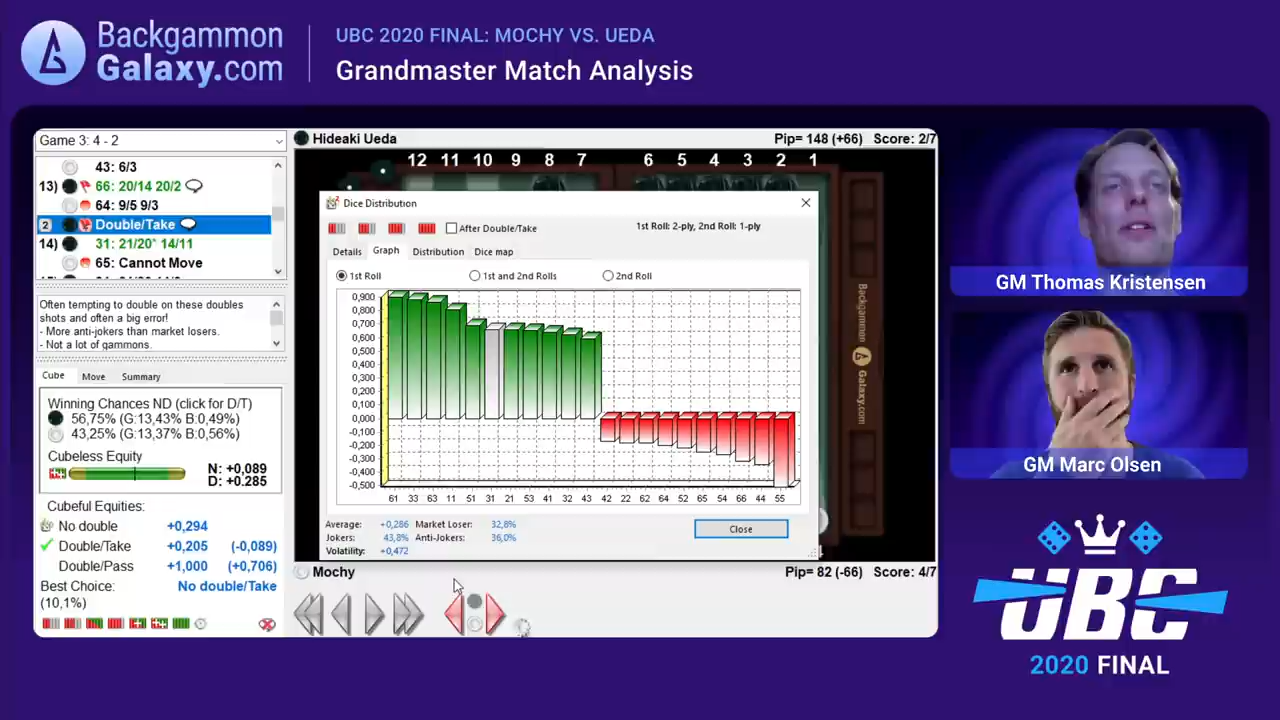 Backgammon
Galaxy.com
UBC 2020 FINAL: MOCHY VS. UEDA
Grandmaster Match Analysis
Game 3: 4 - 2
43: 6/3
13) 66: 20/14 20/2
64: 9/5 9/3
2 Double/Take
14) 31: 21/20* 14/11
65: Cannot Move
Often tempting to double on these doubles
shots and often a big error!
- More anti-jokers than market losers.
- Not a lot of gammons.
Cube Move Summary
Winning Chances ND (click for D/T)
56,75% (G:13,43% B:0,49%)
43,25% (G:13,37% B:0,56%)
Cubeless Equity
N: +0,089
D: +0.285
Cubeful Equities:
No double +0,294
Double/Take +0,205 (-0,089)
Double/Pass +1,000 (+0,706)
Best Choice: No double/Take
(10,1%)
Hideaki Ueda Pip= 148 (+66) Score: 2/7
12 11 10 9 8 7 6 5 4 3 2 1
Dice Distribution
After Double/Take 1st Roll: 2-ply, 2nd Roll: 1-ply
Details Graph Distribution Dice map
1st Roll 1st and 2nd Rolls 2nd Roll
0,900
0,800
0,700
0,600
0,500
0,400
0,300
0,200
0,100
0,000
-0,100
-0,200
-0,300
-0,400
-0,500
61 33 63 11 51 31 21 53 41 32 43 42 22 62 64 52 65 54 66 44 55
Average: +0,286 Market Loser: 32,8%
Jokers: 43,8% Anti-Jokers: 36,0%
Volatility: +0,472
Close
Backgammon Galaxy.com
Mochy Pip= 82 (-66) Score: 4/7
GM Thomas Kristensen
GM Marc Olsen
UBC
2020 FINAL